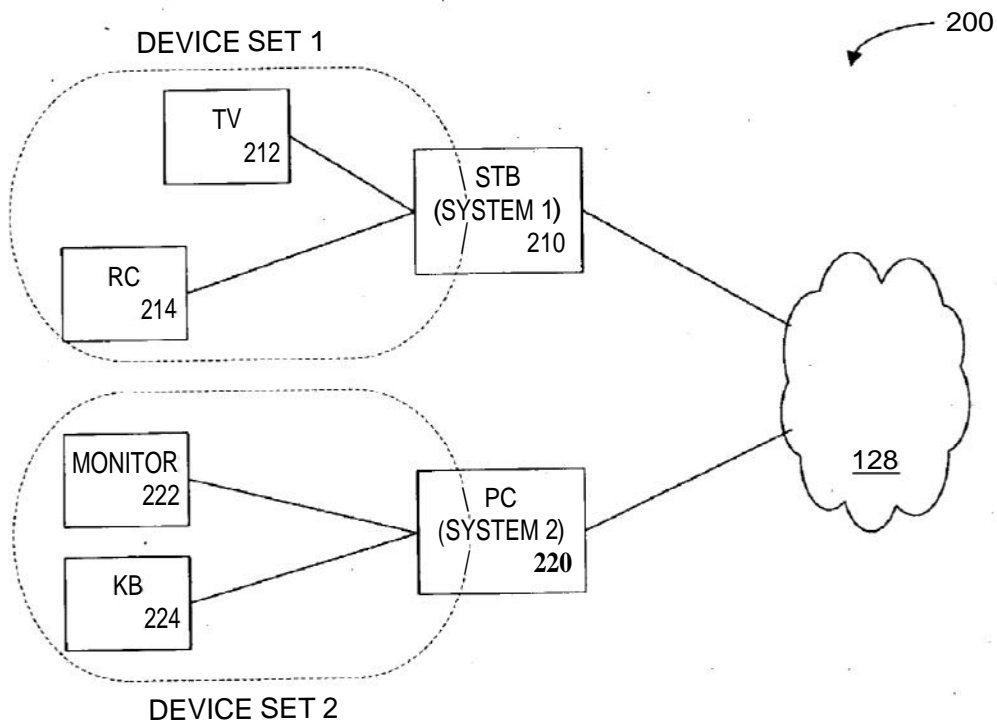 200
DEVICE SET 1
TV
212
STB
(SYSTEM 1)
210
RC
214
MONITOR
222
PC
(SYSTEM 2)
220
128
KB
224
DEVICE SET 2